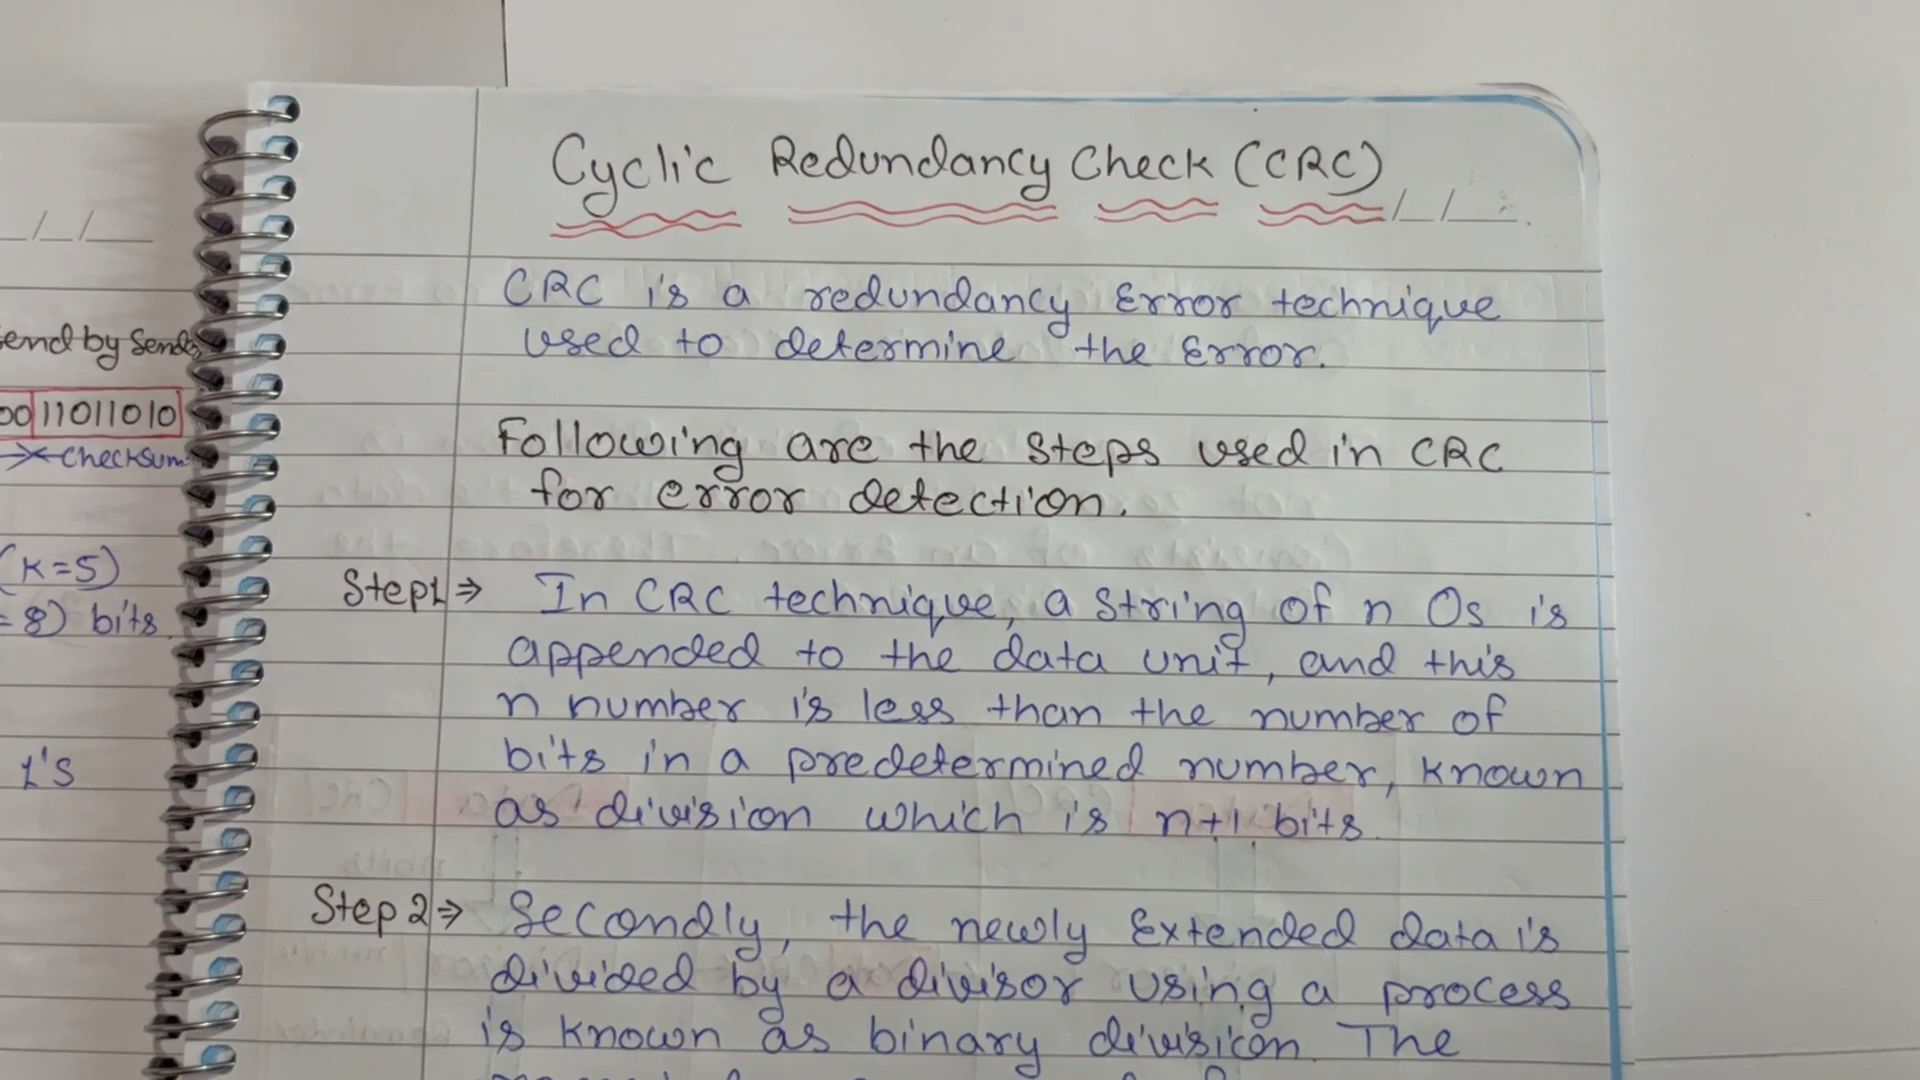 Cyclic Redundancy Check (CRC)
CRC is a redundancy Error technique
used to determine the Error.
Following are the steps used in CRC
for error detection.
Step1⇒ In CRC technique, a string of n 0s is
appended to the data unit, and this
n number is less than the number of
bits in a predetermined number, known
as division which is n+1 bits.
Step 2⇒ Secondly, the newly Extended data is
divided by a divisor using a process
is known as binary division. The
end by Sende
00 11011010
Checksum
(K=5)
= 8) bits.
1's